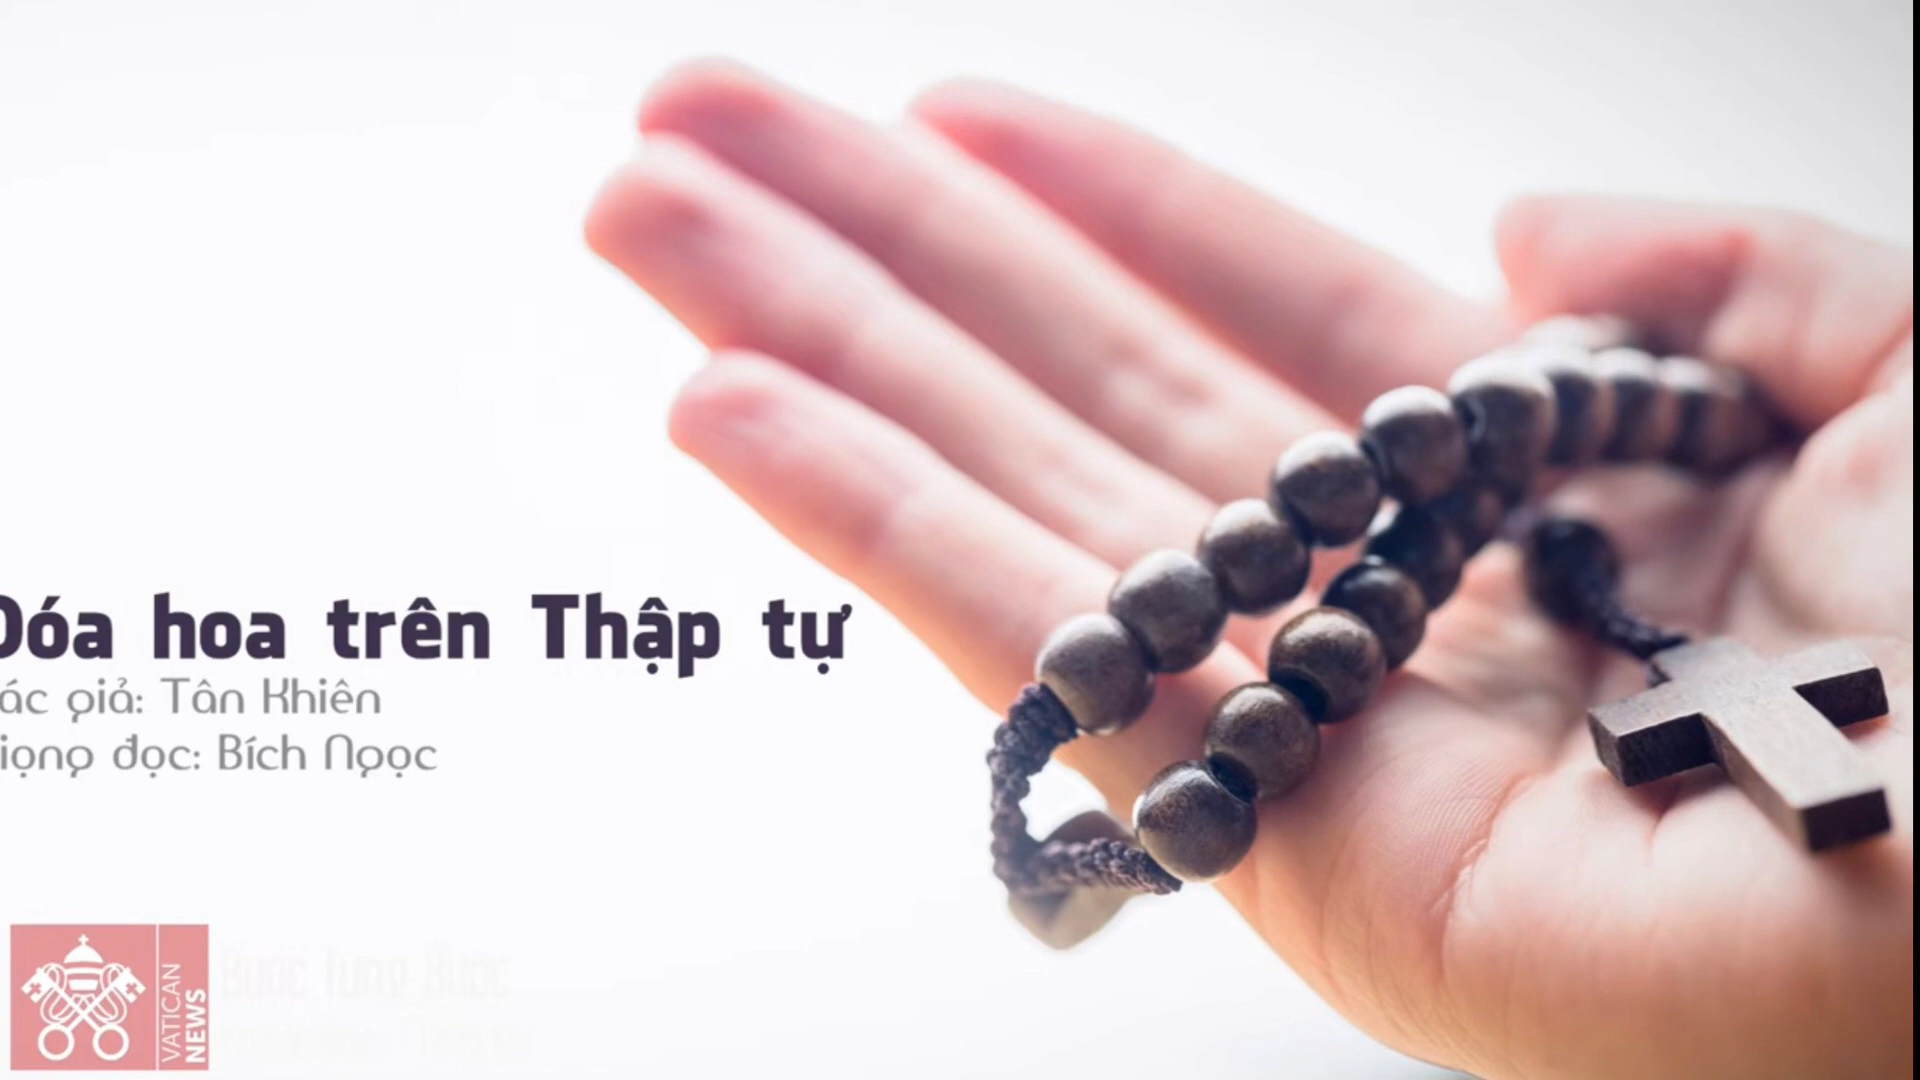 Đóa hoa trên Thập tự
ác giả: Tân Khiên
iọng đọc: Bích Ngọc
VATICAN
NEWS